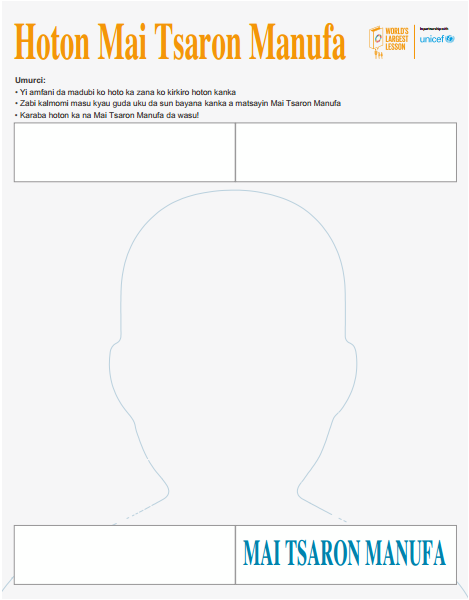 Hoton Mai Tsaron Manufa
WORLD'S
LARGEST
LESSON
In partnership with
unicef
Umurci:
• Yi amfani da madubi ko hoto ka zana ko kirkiro hoton kanka
• Zabi kalmomi masu kyau guda uku da sun bayana kanka a matsayin Mai Tsaron Manufa
• Karaba hoton ka na Mai Tsaron Manufa da wasu!
MAI TSARON MANUFA